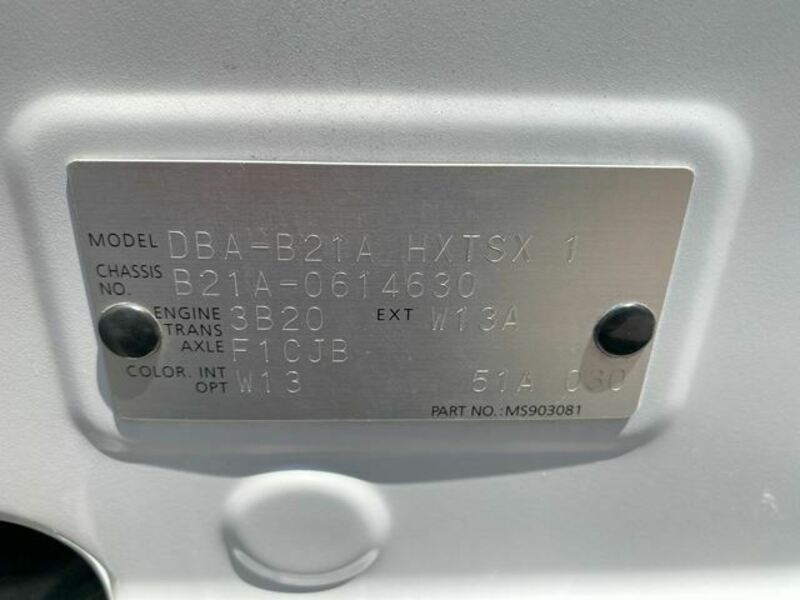 MODEL DBA-B21A HXTSX 1
CHASSIS NO. B21A-0614630
ENGINE 3B20 EXT W13A
TRANS AXLE F1CJB
COLOR. INT OPT W13 51A 030
PART NO.: MS903081